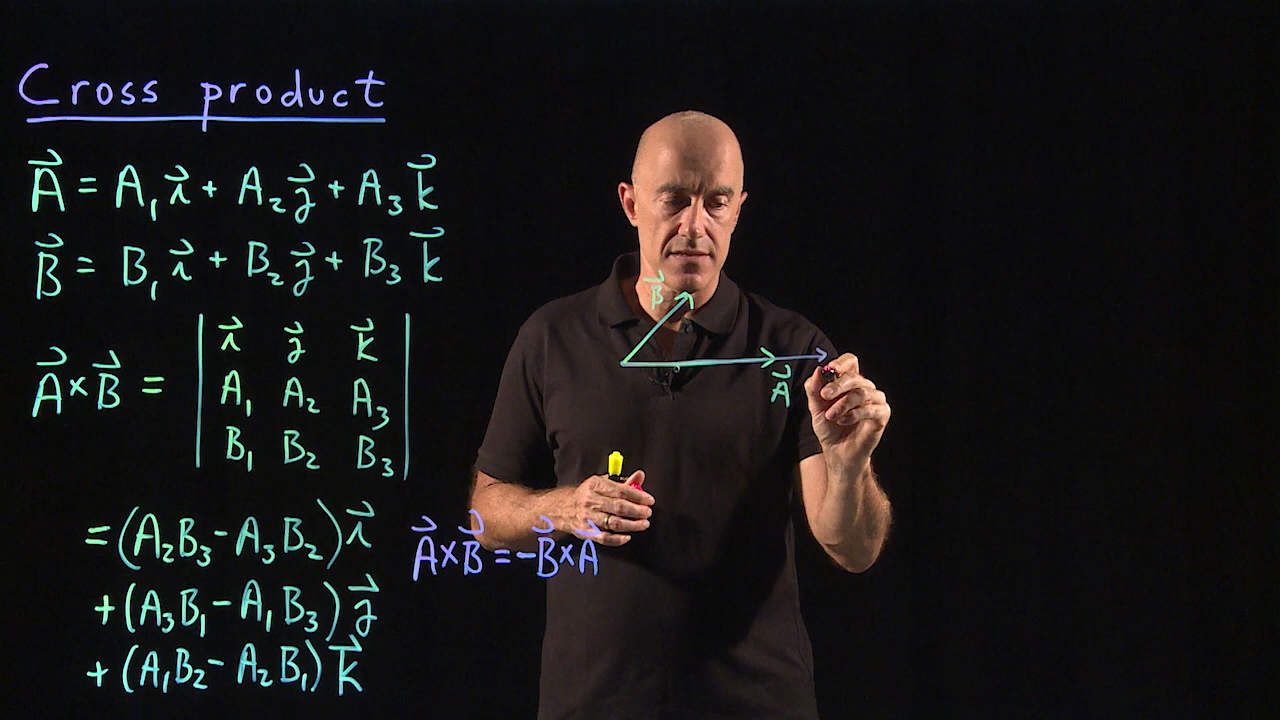 Cross product
A⃗ = A₁ i⃗ + A₂ j⃗ + A₃ k⃗
B⃗ = B₁ i⃗ + B₂ j⃗ + B₃ k⃗
A⃗ × B⃗ = | i⃗ j⃗ k⃗ |
| A₁ A₂ A₃ |
| B₁ B₂ B₃ |
= (A₂B₃ - A₃B₂) i⃗
+ (A₃B₁ - A₁B₃) j⃗
+ (A₁B₂ - A₂B₁) k⃗
A⃗ × B⃗ = - B⃗ × A⃗
B⃗
A⃗